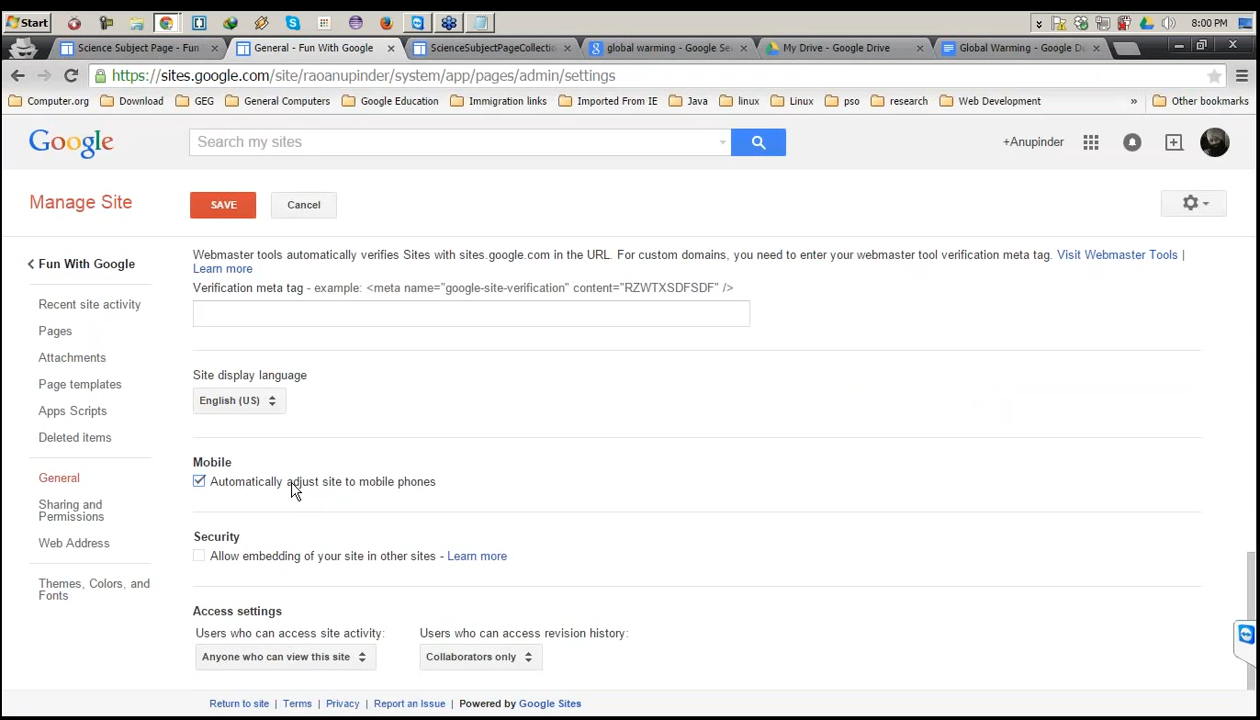 Start
8:00 PM
Science Subject Page - Fun
General - Fun With Google
ScienceSubjectPageCollecti
global warming - Google Se
My Drive - Google Drive
Global Warming - Google D
https://sites.google.com/site/raoanupinder/system/app/pages/admin/settings
Computer.org
Download
GEG
General Computers
Google Education
Immigration links
Imported From IE
Java
linux
Linux
pso
research
Web Development
»
Other bookmarks
Google
Search my sites
+Anupinder
Manage Site
SAVE
Cancel
Fun With Google
Recent site activity
Pages
Attachments
Page templates
Apps Scripts
Deleted items
General
Sharing and
Permissions
Web Address
Themes, Colors, and
Fonts
Webmaster tools automatically verifies Sites with sites.google.com in the URL. For custom domains, you need to enter your webmaster tool verification meta tag. Visit Webmaster Tools |
Learn more
Verification meta tag - example: <meta name="google-site-verification" content="RZWTXSDFSDF" />
Site display language
English (US)
Mobile
Automatically adjust site to mobile phones
Security
Allow embedding of your site in other sites - Learn more
Access settings
Users who can access site activity:
Users who can access revision history:
Anyone who can view this site
Collaborators only
Return to site | Terms | Privacy | Report an Issue | Powered by Google Sites